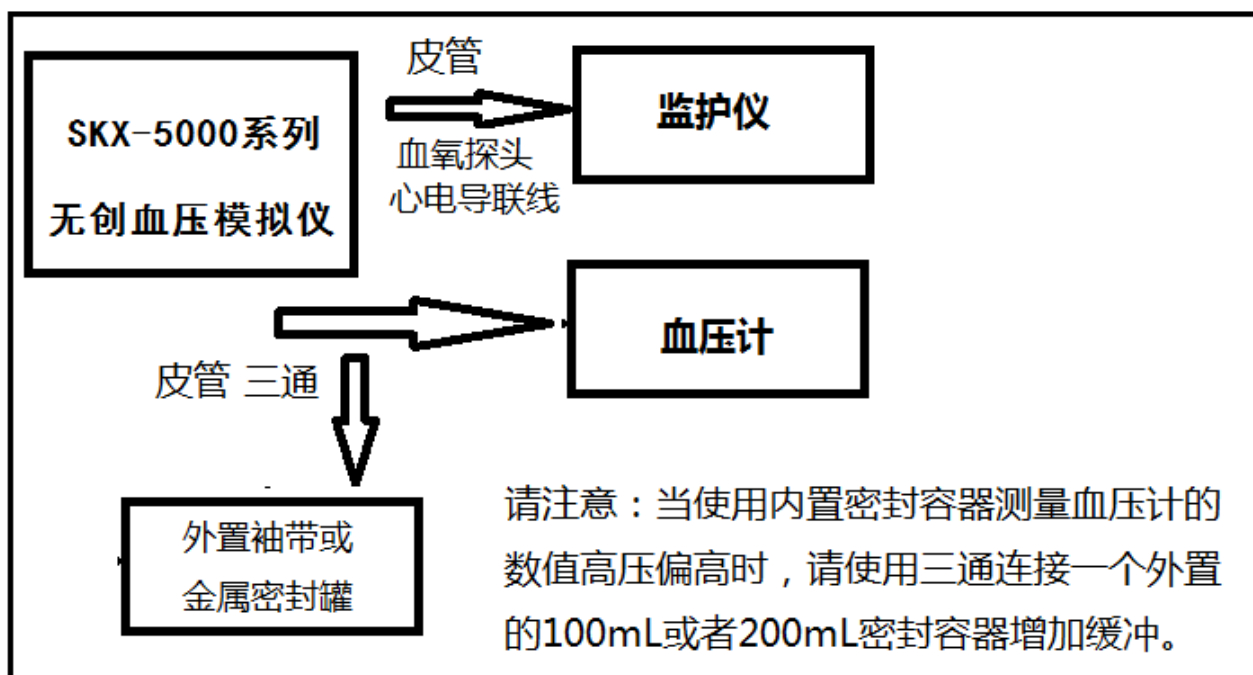 SKX-5000系列
无创血压模拟仪
皮管
血氧探头
心电导联线
监护仪
血压计
皮管 三通
外置袖带或
金属密封罐
请注意：当使用内置密封容器测量血压计的
数值高压偏高时，请使用三通连接一个外置
的100mL或者200mL密封容器增加缓冲。